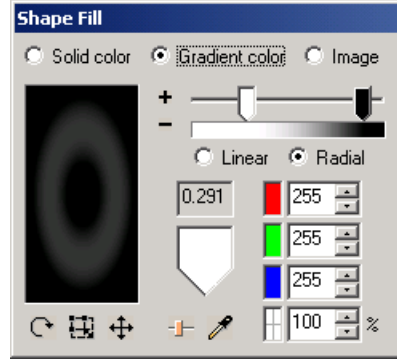 Shape Fill
Solid color Gradient color Image
+
−
Linear Radial
0.291 255
255
255
100 %